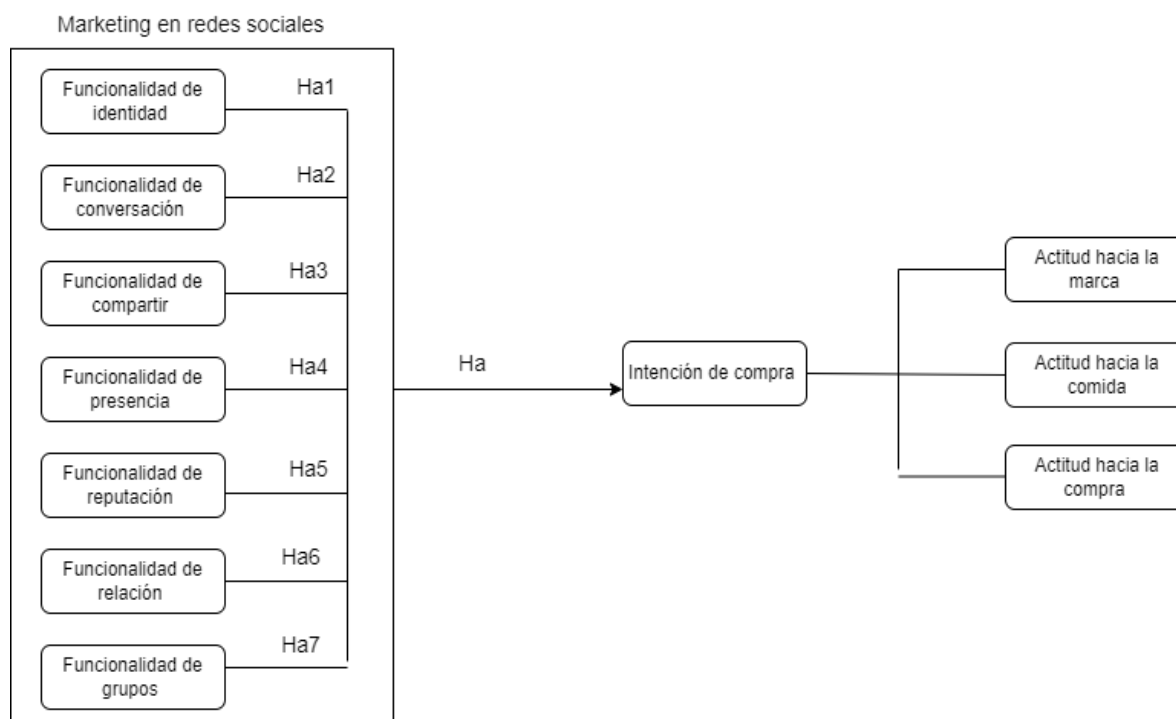 Marketing en redes sociales
Funcionalidad de
identidad
Ha1
Funcionalidad de
conversación
Ha2
Funcionalidad de
compartir
Ha3
Funcionalidad de
presencia
Ha4
Funcionalidad de
reputación
Ha5
Funcionalidad de
relación
Ha6
Funcionalidad de
grupos
Ha7
Ha
Intención de compra
Actitud hacia la
marca
Actitud hacia la
comida
Actitud hacia la
compra